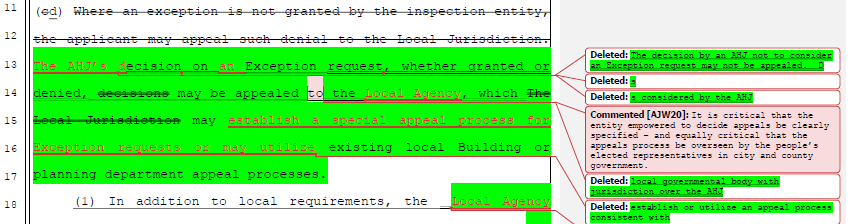 11 (cd) Where an exception is not granted by the inspection entity,
12 the applicant may appeal such denial to the Local Jurisdiction.
13 The AHJ's decision on an Exception request, whether granted or
14 denied, decisions may be appealed to the Local Agency, which The
15 Local Jurisdiction may establish a special appeal process for
16 Exception requests or may utilize existing local Building or
17 planning department appeal processes.
18 (1) In addition to local requirements, the Local Agency
Deleted: The decision by an AHJ not to consider
an Exception request may not be appealed. D
Deleted: s
Deleted: s considered by the AHJ
Commented [AJW20]: It is critical that the
entity empowered to decide appeals be clearly
specified – and equally critical that the
appeals process be overseen by the people's
elected representatives in city and county
government.
Deleted: local governmental body with
jurisdiction over the AHJ
Deleted: establish or utilize an appeal process
consistent with